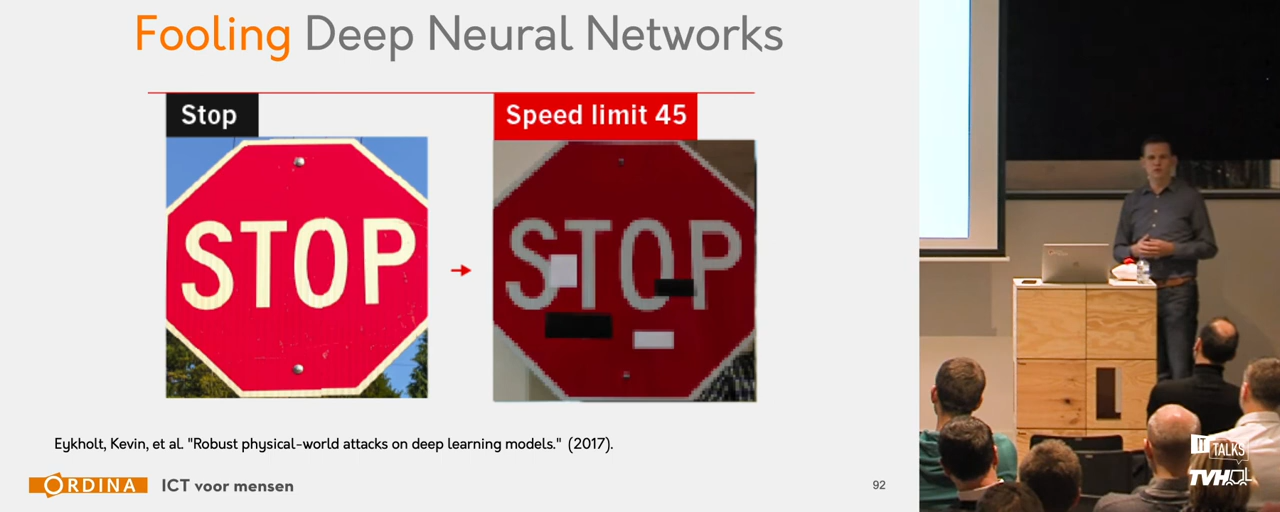 Fooling Deep Neural Networks
Stop
Speed limit 45
STOP
STOP
Eykholt, Kevin, et al. "Robust physical-world attacks on deep learning models." (2017).
ORDINA ICT voor mensen
92
IT TALKS
TVH